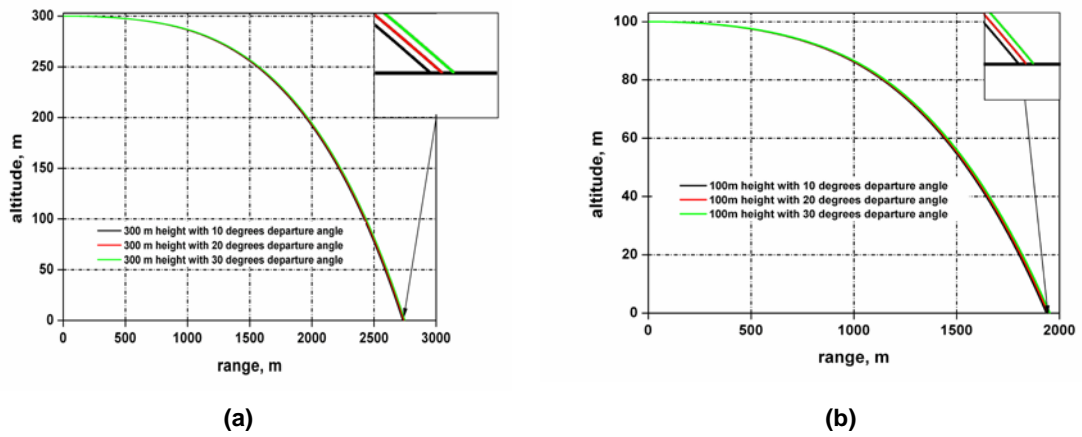 300
250
200
150
100
50
0
altitude, m
300 m height with 10 degrees departure angle
300 m height with 20 degrees departure angle
300 m height with 30 degrees departure angle
0 500 1000 1500 2000 2500 3000
range, m
(a)
100
80
60
40
20
0
altitude, m
100m height with 10 degrees departure angle
100m height with 20 degrees departure angle
100m height with 30 degrees departure angle
0 500 1000 1500 2000
range, m
(b)